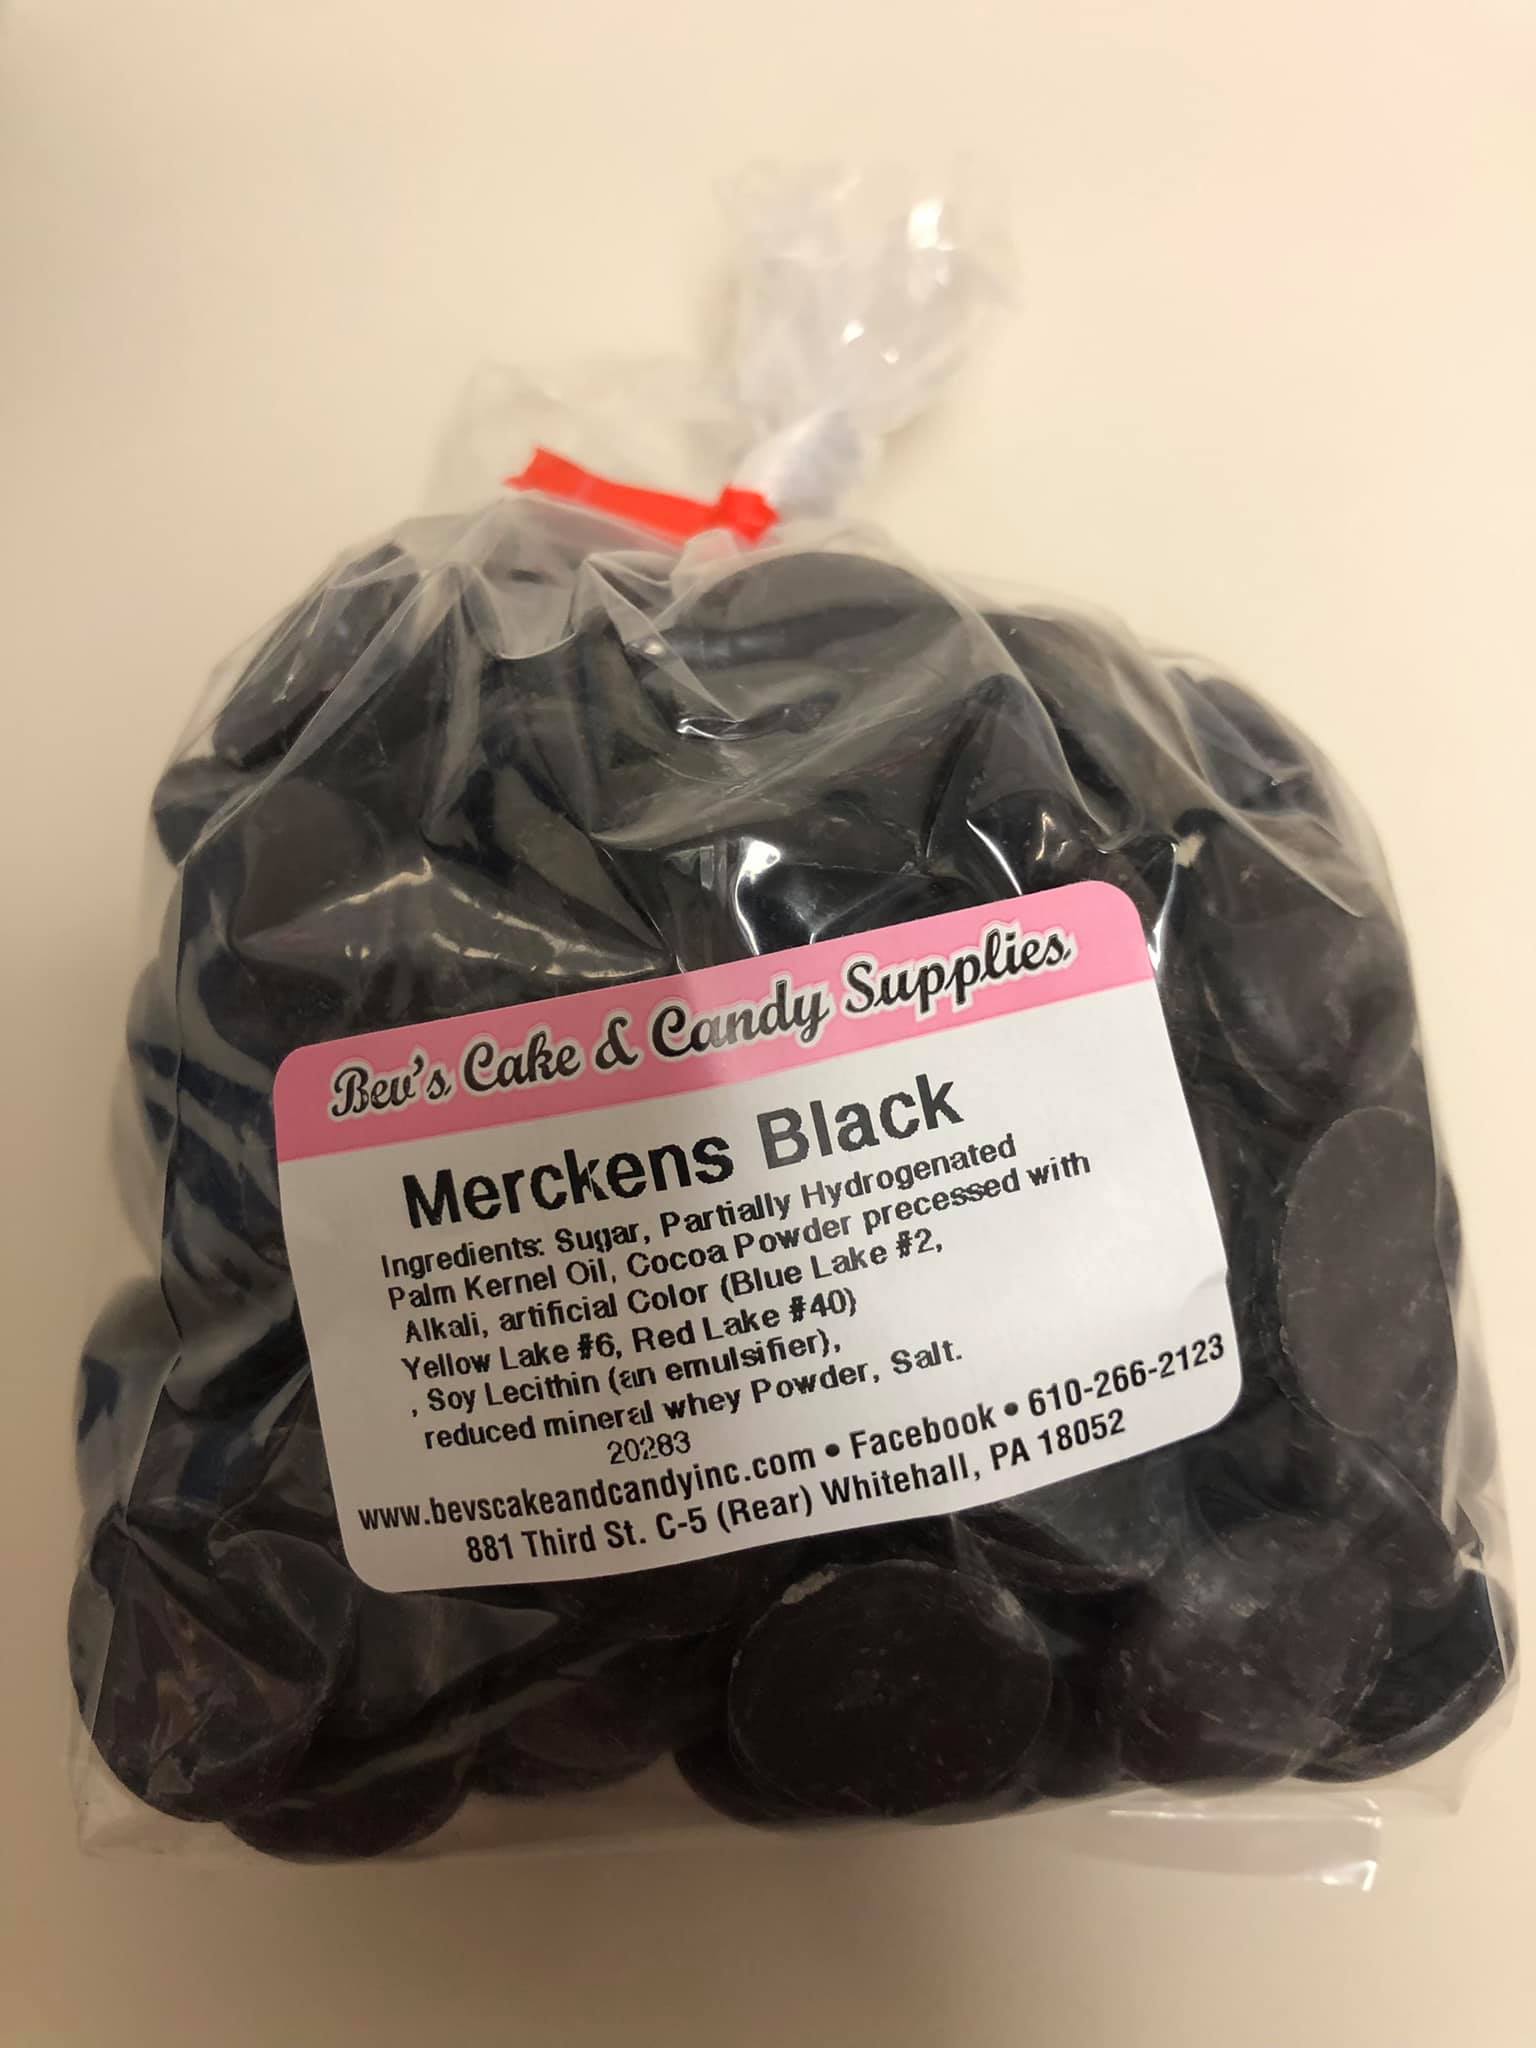 Bev's Cake & Candy Supplies
Merckens Black
Ingredients: Sugar, Partially Hydrogenated
Palm Kernel Oil, Cocoa Powder precessed with
Alkali, artificial Color (Blue Lake #2,
Yellow Lake #6, Red Lake #40)
, Soy Lecithin (an emulsifier),
reduced mineral whey Powder, Salt.
20283
www.bevscakeandcandyinc.com • Facebook • 610-266-2123
881 Third St. C-5 (Rear) Whitehall, PA 18052